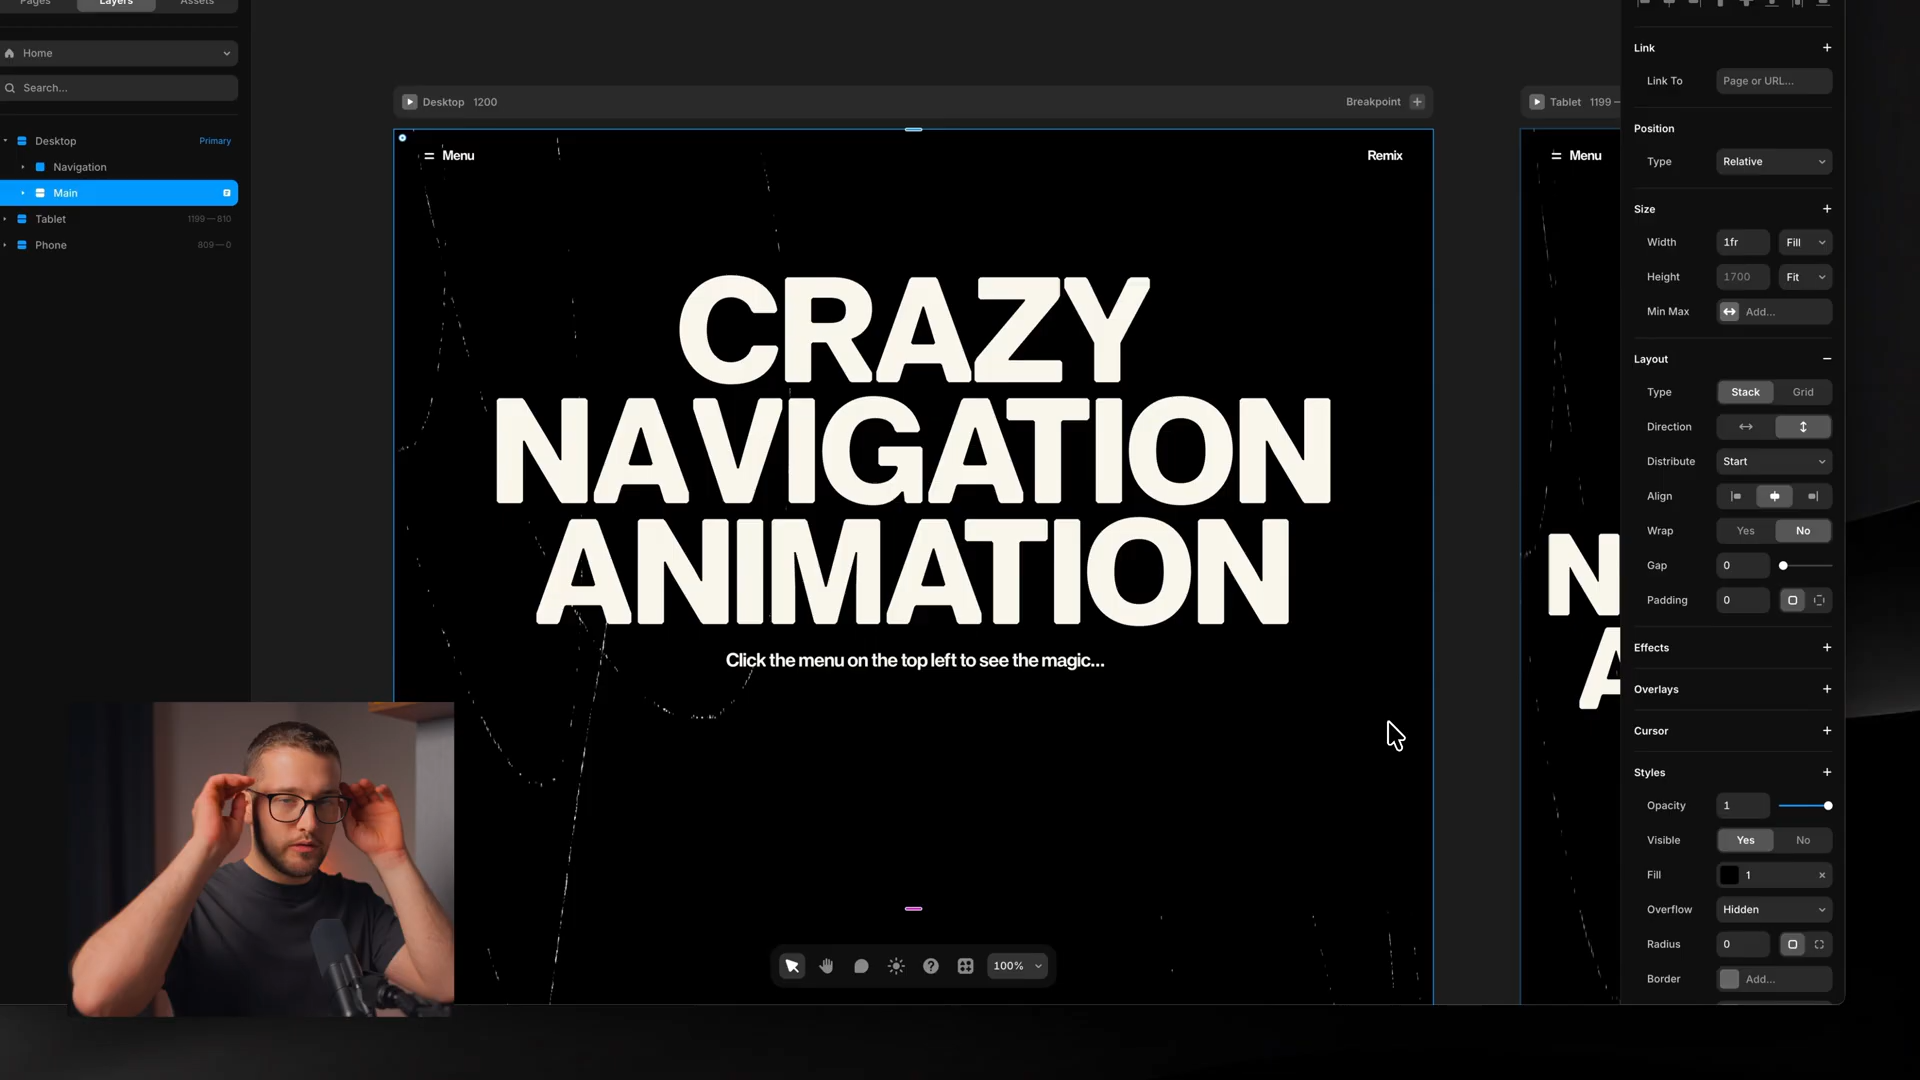 Pages Layers Assets
Home
Search...
Desktop Primary
Navigation
Main
Tablet 1199 — 810
Phone 809 — 0
Desktop 1200 Breakpoint
Tablet 1199 —
Menu Remix
Menu
CRAZY
NAVIGATION
ANIMATION
Click the menu on the top left to see the magic...
N
A
100%
Link
Link To Page or URL...
Position
Type Relative
Size
Width 1fr Fill
Height 1700 Fit
Min Max Add...
Layout
Type Stack Grid
Direction
Distribute Start
Align
Wrap Yes No
Gap 0
Padding 0
Effects
Overlays
Cursor
Styles
Opacity 1
Visible Yes No
Fill 1
Overflow Hidden
Radius 0
Border Add...